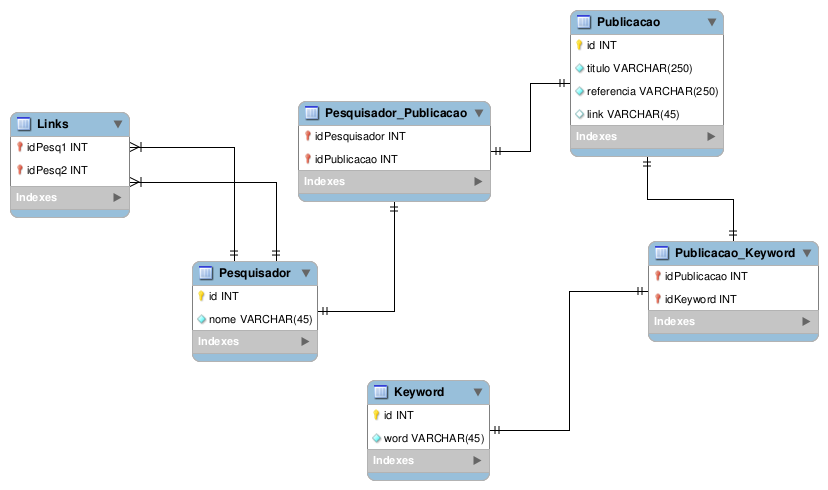 Publicacao
id INT
titulo VARCHAR(250)
referencia VARCHAR(250)
link VARCHAR(45)
Indexes
Pesquisador_Publicacao
idPesquisador INT
idPublicacao INT
Indexes
Links
idPesq1 INT
idPesq2 INT
Indexes
Pesquisador
id INT
nome VARCHAR(45)
Indexes
Publicacao_Keyword
idPublicacao INT
idKeyword INT
Indexes
Keyword
id INT
word VARCHAR(45)
Indexes